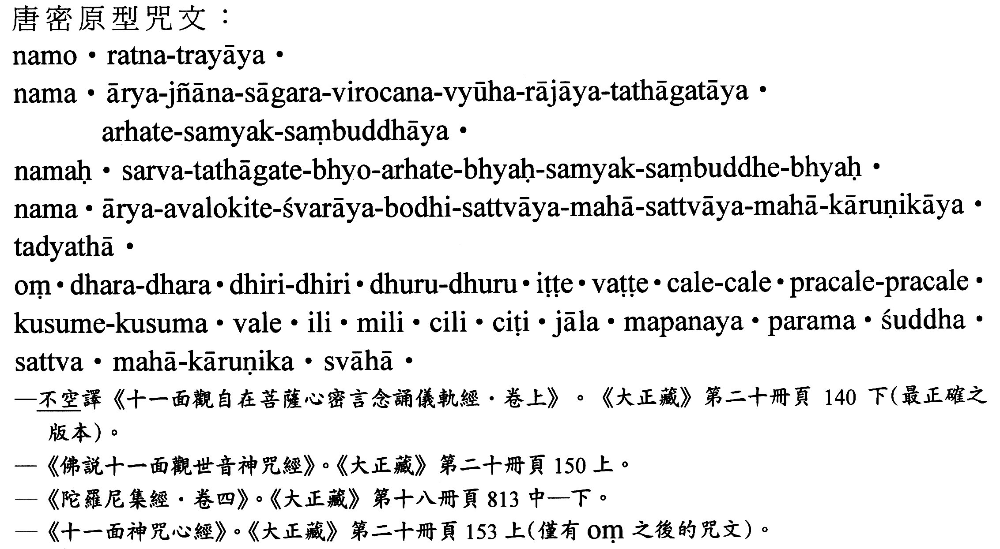 唐密原型咒文：
namo • ratna-trayāya •
nama • ārya-jñāna-sāgara-virocana-vyūha-rājāya-tathāgatāya •
arhate-samyak-saṃbuddhāya •
namaḥ • sarva-tathāgate-bhyo-arhate-bhyaḥ-samyak-saṃbuddhe-bhyaḥ •
nama • ārya-avalokite-śvarāya-bodhi-sattvāya-mahā-sattvāya-mahā-kāruṇikāya •
tadyathā •
oṃ • dhara-dhara • dhiri-dhiri • dhuru-dhuru • iṭṭe • vaṭṭe • cale-cale • pracale-pracale •
kusume-kusuma • vale • ili • mili • cili • ciṭi • jāla • mapanaya • parama • śuddha •
sattva • mahā-kāruṇika • svāhā •
—不空譯《十一面觀自在菩薩心密言念誦儀軌經·卷上》。《大正藏》第二十冊頁 140 下(最正確之
版本)。
—《佛説十一面觀世音神咒經》。《大正藏》第二十冊頁 150 上。
—《陀羅尼集經·卷四》。《大正藏》第十八冊頁 813 中—下。
—《十一面神咒心經》。《大正藏》第二十冊頁 153 上(僅有 oṃ 之後的咒文)。